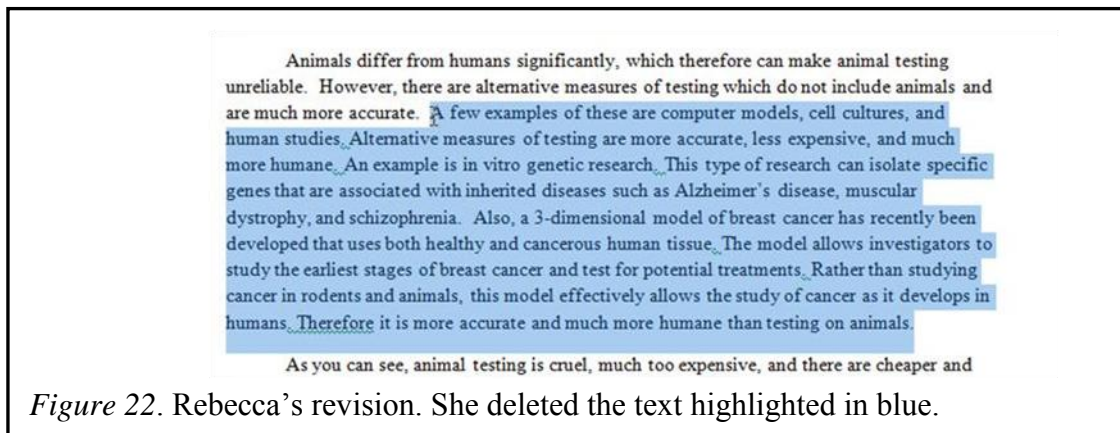 Animals differ from humans significantly, which therefore can make animal testing
unreliable.  However, there are alternative measures of testing which do not include animals and
are much more accurate.  A few examples of these are computer models, cell cultures, and
human studies. Alternative measures of testing are more accurate, less expensive, and much
more humane. An example is in vitro genetic research. This type of research can isolate specific
genes that are associated with inherited diseases such as Alzheimer's disease, muscular
dystrophy, and schizophrenia.  Also, a 3-dimensional model of breast cancer has recently been
developed that uses both healthy and cancerous human tissue. The model allows investigators to
study the earliest stages of breast cancer and test for potential treatments. Rather than studying
cancer in rodents and animals, this model effectively allows the study of cancer as it develops in
humans. Therefore it is more accurate and much more humane than testing on animals.
As you can see, animal testing is cruel, much too expensive, and there are cheaper and
Figure 22. Rebecca's revision. She deleted the text highlighted in blue.